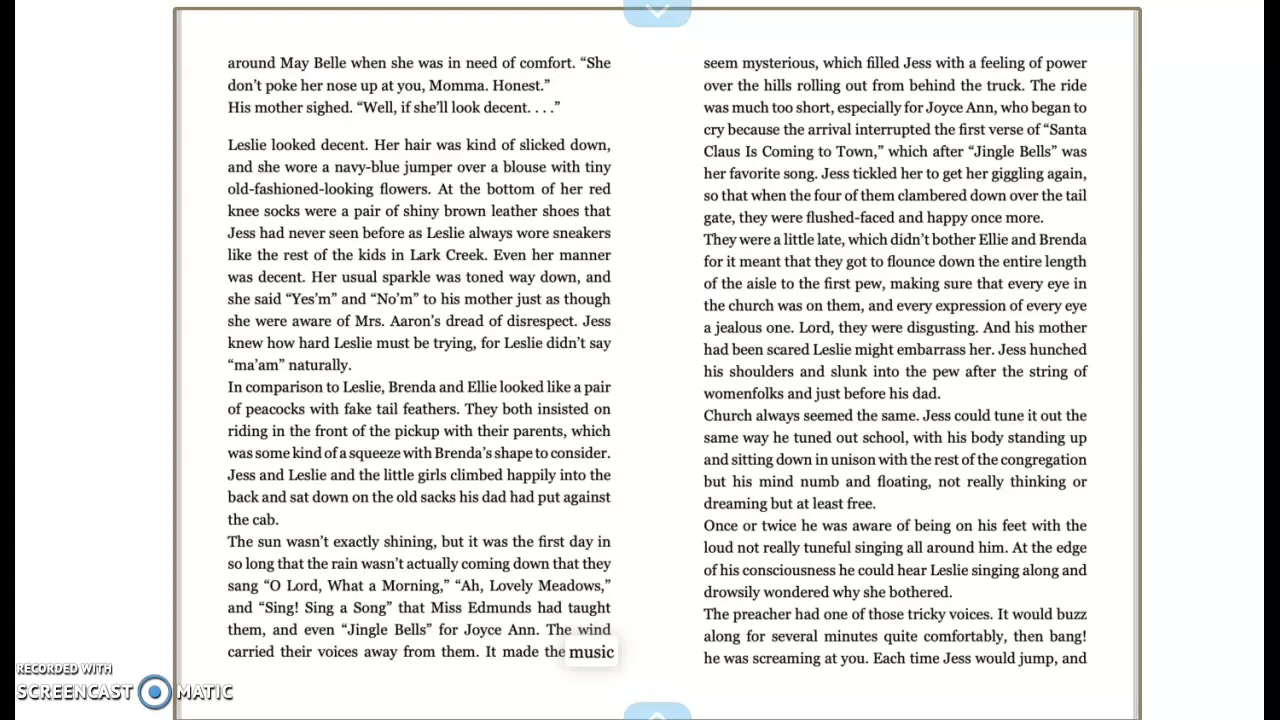 around May Belle when she was in need of comfort. “She
don’t poke her nose up at you, Momma. Honest.”
His mother sighed. “Well, if she’ll look decent. . . .”
Leslie looked decent. Her hair was kind of slicked down,
and she wore a navy-blue jumper over a blouse with tiny
old-fashioned-looking flowers. At the bottom of her red
knee socks were a pair of shiny brown leather shoes that
Jess had never seen before as Leslie always wore sneakers
like the rest of the kids in Lark Creek. Even her manner
was decent. Her usual sparkle was toned way down, and
she said “Yes’m” and “No’m” to his mother just as though
she were aware of Mrs. Aaron’s dread of disrespect. Jess
knew how hard Leslie must be trying, for Leslie didn’t say
“ma’am” naturally.
In comparison to Leslie, Brenda and Ellie looked like a pair
of peacocks with fake tail feathers. They both insisted on
riding in the front of the pickup with their parents, which
was some kind of a squeeze with Brenda’s shape to consider.
Jess and Leslie and the little girls climbed happily into the
back and sat down on the old sacks his dad had put against
the cab.
The sun wasn’t exactly shining, but it was the first day in
so long that the rain wasn’t actually coming down that they
sang “O Lord, What a Morning,” “Ah, Lovely Meadows,”
and “Sing! Sing a Song” that Miss Edmunds had taught
them, and even “Jingle Bells” for Joyce Ann. The wind
carried their voices away from them. It made the music
seem mysterious, which filled Jess with a feeling of power
over the hills rolling out from behind the truck. The ride
was much too short, especially for Joyce Ann, who began to
cry because the arrival interrupted the first verse of “Santa
Claus Is Coming to Town,” which after “Jingle Bells” was
her favorite song. Jess tickled her to get her giggling again,
so that when the four of them clambered down over the tail
gate, they were flushed-faced and happy once more.
They were a little late, which didn’t bother Ellie and Brenda
for it meant that they got to flounce down the entire length
of the aisle to the first pew, making sure that every eye in
the church was on them, and every expression of every eye
a jealous one. Lord, they were disgusting. And his mother
had been scared Leslie might embarrass her. Jess hunched
his shoulders and slunk into the pew after the string of
womenfolks and just before his dad.
Church always seemed the same. Jess could tune it out the
same way he tuned out school, with his body standing up
and sitting down in unison with the rest of the congregation
but his mind numb and floating, not really thinking or
dreaming but at least free.
Once or twice he was aware of being on his feet with the
loud not really tuneful singing all around him. At the edge
of his consciousness he could hear Leslie singing along and
drowsily wondered why she bothered.
The preacher had one of those tricky voices. It would buzz
along for several minutes quite comfortably, then bang!
he was screaming at you. Each time Jess would jump, and
RECORDED WITH
SCREENCAST MATIC